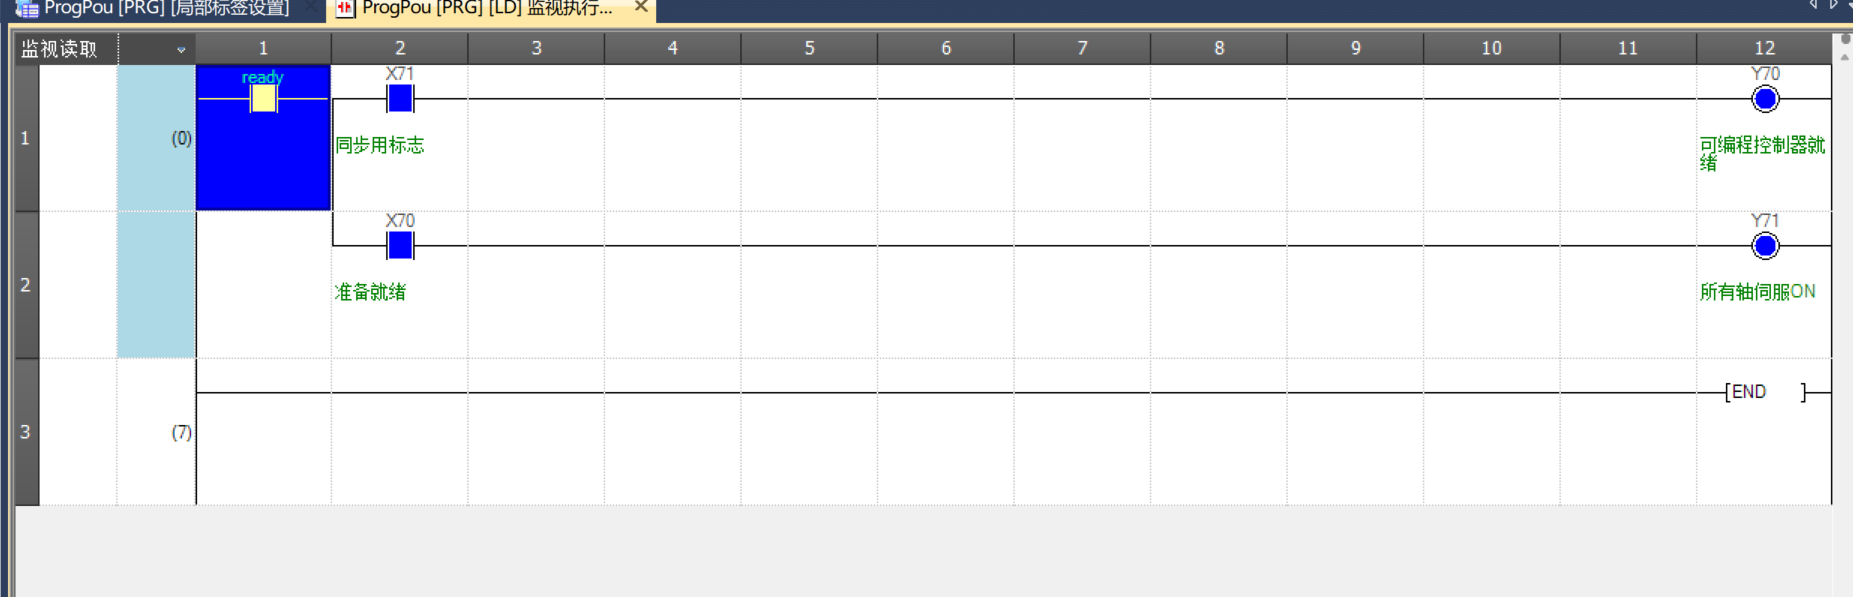 ProgPou [PRG] [局部标签设置]
ProgPou [PRG] [LD] 监视执行...
监视读取 1 2 3 4 5 6 7 8 9 10 11 12
ready X71 Y70
1 (0)
同步用标志 可编程控制器就
绪
X70 Y71
2
准备就绪 所有轴伺服ON
[END ]
3 (7)